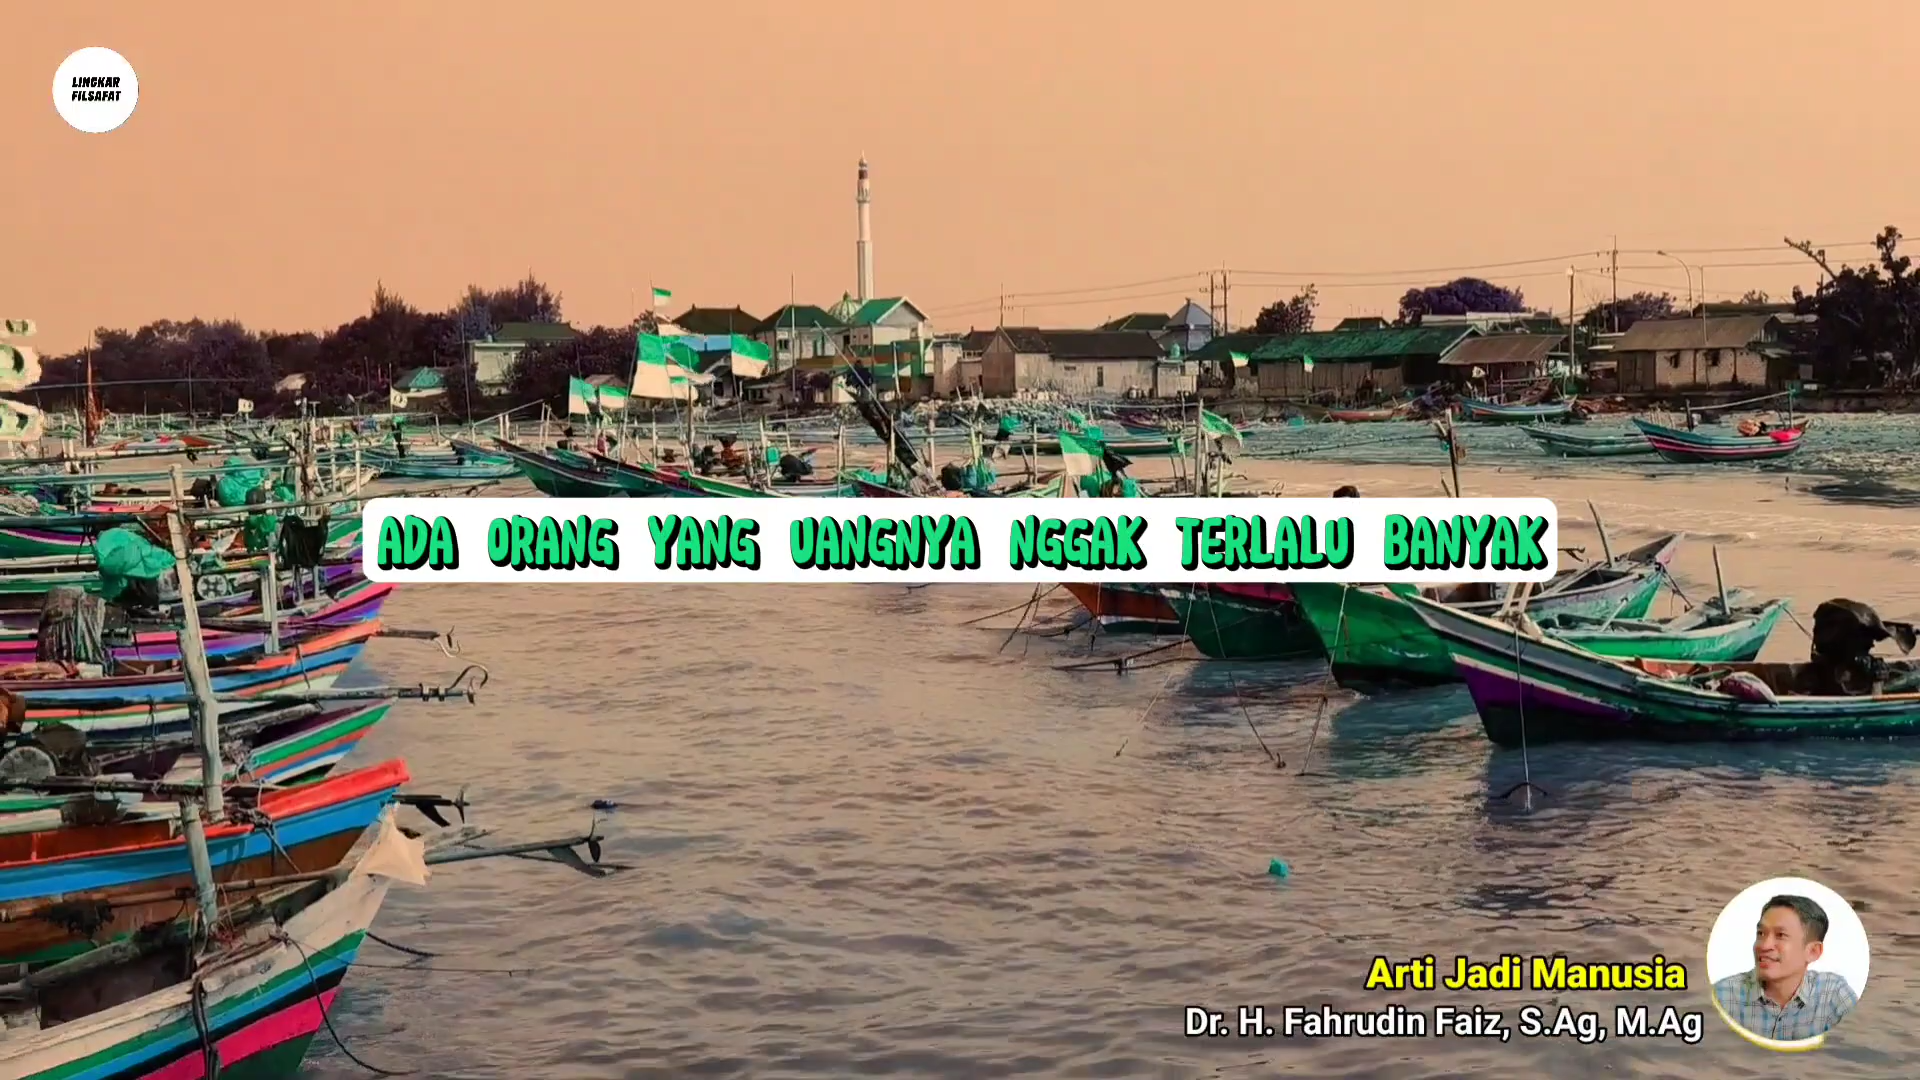 LINGKAR
FILSAFAT
ADA ORANG YANG UANGNYA NGGAK TERLALU BANYAK
Arti Jadi Manusia
Dr. H. Fahrudin Faiz, S.Ag, M.Ag